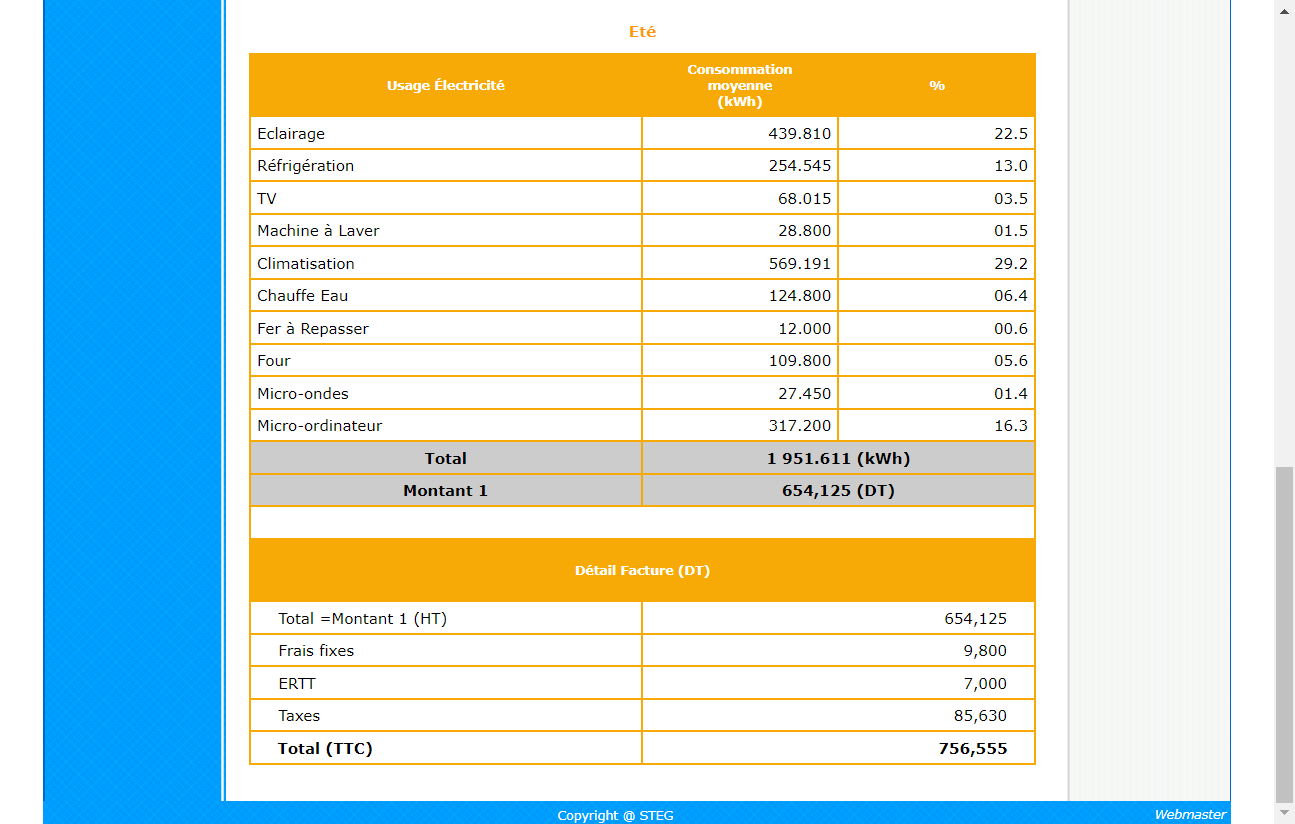 Eté
Usage Électricité Consommation moyenne (kWh) %
Eclairage 439.810 22.5
Réfrigération 254.545 13.0
TV 68.015 03.5
Machine à Laver 28.800 01.5
Climatisation 569.191 29.2
Chauffe Eau 124.800 06.4
Fer à Repasser 12.000 00.6
Four 109.800 05.6
Micro-ondes 27.450 01.4
Micro-ordinateur 317.200 16.3
Total 1 951.611 (kWh)
Montant 1 654,125 (DT)
Détail Facture (DT)
Total =Montant 1 (HT) 654,125
Frais fixes 9,800
ERTT 7,000
Taxes 85,630
Total (TTC) 756,555
Copyright @ STEG Webmaster